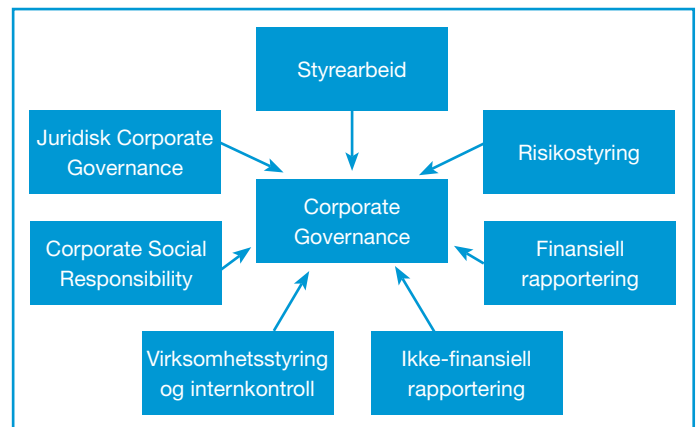 Styrearbeid
Juridisk Corporate
Governance
Risikostyring
Corporate
Governance
Corporate Social
Responsibility
Finansiell
rapportering
Virksomhetsstyring
og internkontroll
Ikke-finansiell
rapportering